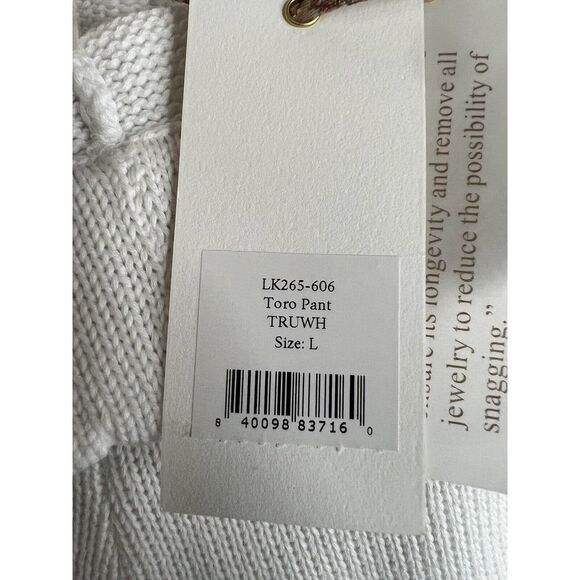 LK265-606
Toro Pant
TRUWH
Size: L
8 40098 83716 0
its longevity and remove all
jewelry to reduce the possibility of
snagging.”